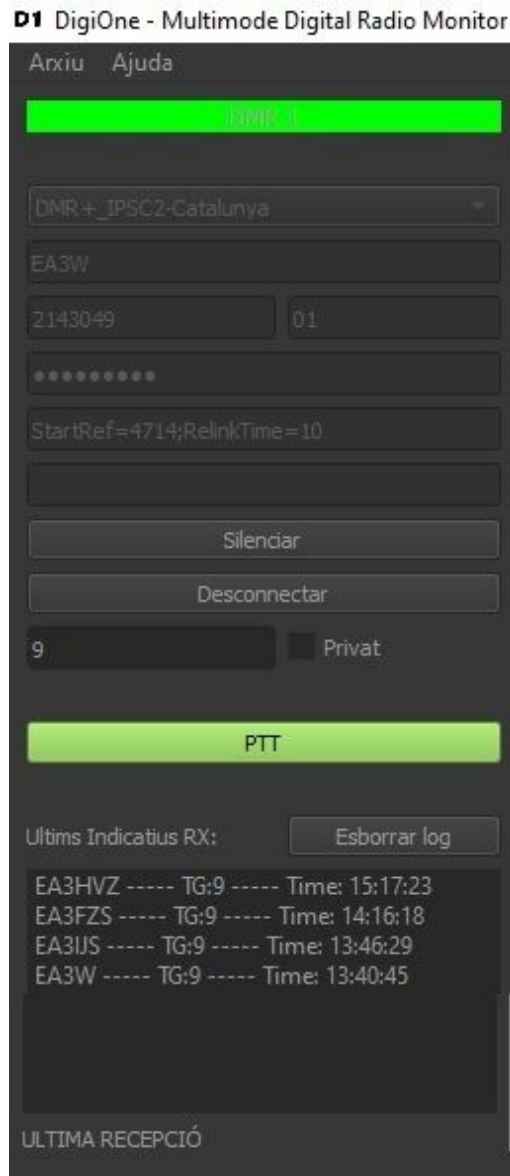 D1 DigiOne - Multimode Digital Radio Monitor
Arxiu Ajuda
DMR +
DMR+_IPSC2-Catalunya
EA3W
2143049 01
●●●●●●●●●
StartRef=4714;RelinkTime=10
Silenciar
Desconnectar
9 Privat
PTT
Ultims Indicatius RX: Esborrar log
EA3HVZ ----- TG:9 ----- Time: 15:17:23
EA3FZS ----- TG:9 ----- Time: 14:16:18
EA3IJS ----- TG:9 ----- Time: 13:46:29
EA3W ----- TG:9 ----- Time: 13:40:45
ULTIMA RECEPCIÓ